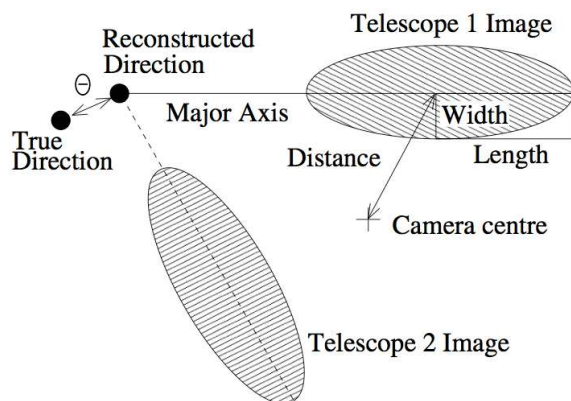 Telescope 1 Image
Reconstructed
Direction
Θ
Major Axis
Width
True
Direction
Distance
Length
Camera centre
Telescope 2 Image